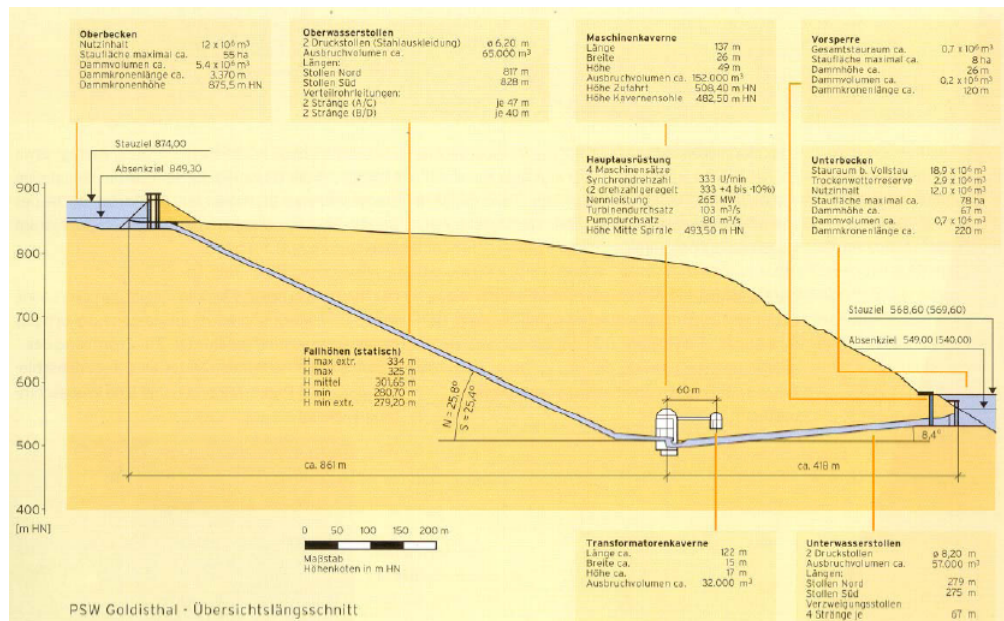 Oberbecken
Nutzinhalt 12 x 10⁶ m³
Staufläche maximal ca. 55 ha
Dammvolumen ca. 5,4 x 10⁶ m³
Dammkronenlänge ca. 3.370 m
Dammkronenhöhe 875,5 m HN
Oberwasserstollen
2 Druckstollen (Stahlauskleidung) ø 6,20 m
Ausbruchvolumen ca. 65.000 m³
Längen:
Stollen Nord 817 m
Stollen Süd 828 m
Verteilrohrleitungen:
2 Stränge (A/C) je 47 m
2 Stränge (B/D) je 40 m
Maschinenkaverne
Länge 137 m
Breite 26 m
Höhe 49 m
Ausbruchvolumen ca. 152.000 m³
Höhe Zufahrt 508,40 m HN
Höhe Kavernensohle 482,50 m HN
Vorsperre
Gesamtstauraum ca. 0,7 x 10⁶ m³
Staufläche maximal ca. 8 ha
Dammhöhe ca. 26 m
Dammvolumen ca. 0,2 x 10⁶ m³
Dammkronenlänge ca. 120 m
Hauptausrüstung
4 Maschinensätze
Synchrondrehzahl 333 U/min
(2 drehzahlgeregelt 333 +4 bis -10%)
Nennleistung 265 MW
Turbinendurchsatz 103 m³/s
Pumpdurchsatz 80 m³/s
Höhe Mitte Spirale 493,50 m HN
Unterbecken
Stauraum b. Vollstau 18,9 x 10⁶ m³
Trockenwetterreserve 2,9 x 10⁶ m³
Nutzinhalt 12,0 x 10⁶ m³
Staufläche maximal ca. 78 ha
Dammhöhe ca. 67 m
Dammvolumen ca. 0,7 x 10⁶ m³
Dammkronenlänge ca. 220 m
Stauziel 874,00
Absenkziel 849,30
900
800
700
600
500
400
[m HN]
Stauziel 568,60 (569,60)
Absenkziel 549,00 (540,00)
Fallhöhen (statisch)
H max extr. 334 m
H max 325 m
H mittel 301,65 m
H min 280,70 m
H min extr. 279,20 m
N = 25,8°
S = 25,4°
60 m
8,4°
ca. 861 m
ca. 418 m
0 50 100 150 200 m
Maßstab
Höhenkoten in m HN
Transformatorenkaverne
Länge ca. 122 m
Breite ca. 15 m
Höhe ca. 17 m
Ausbruchvolumen ca. 32.000 m³
Unterwasserstollen
2 Druckstollen ø 8,20 m
Ausbruchvolumen ca. 57.000 m³
Längen:
Stollen Nord 279 m
Stollen Süd 275 m
Verzweigungsstollen
4 Stränge je 67 m
PSW Goldisthal - Übersichtslängsschnitt